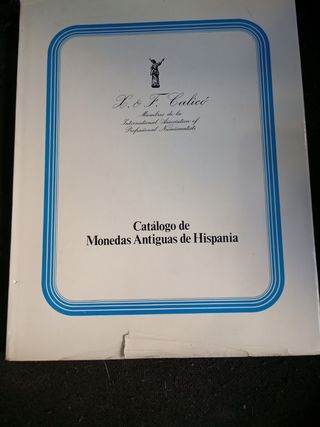 X. & F. Calicó
Miembros de la
International Association of
Professional Numismatists
Catálogo de
Monedas Antiguas de Hispania